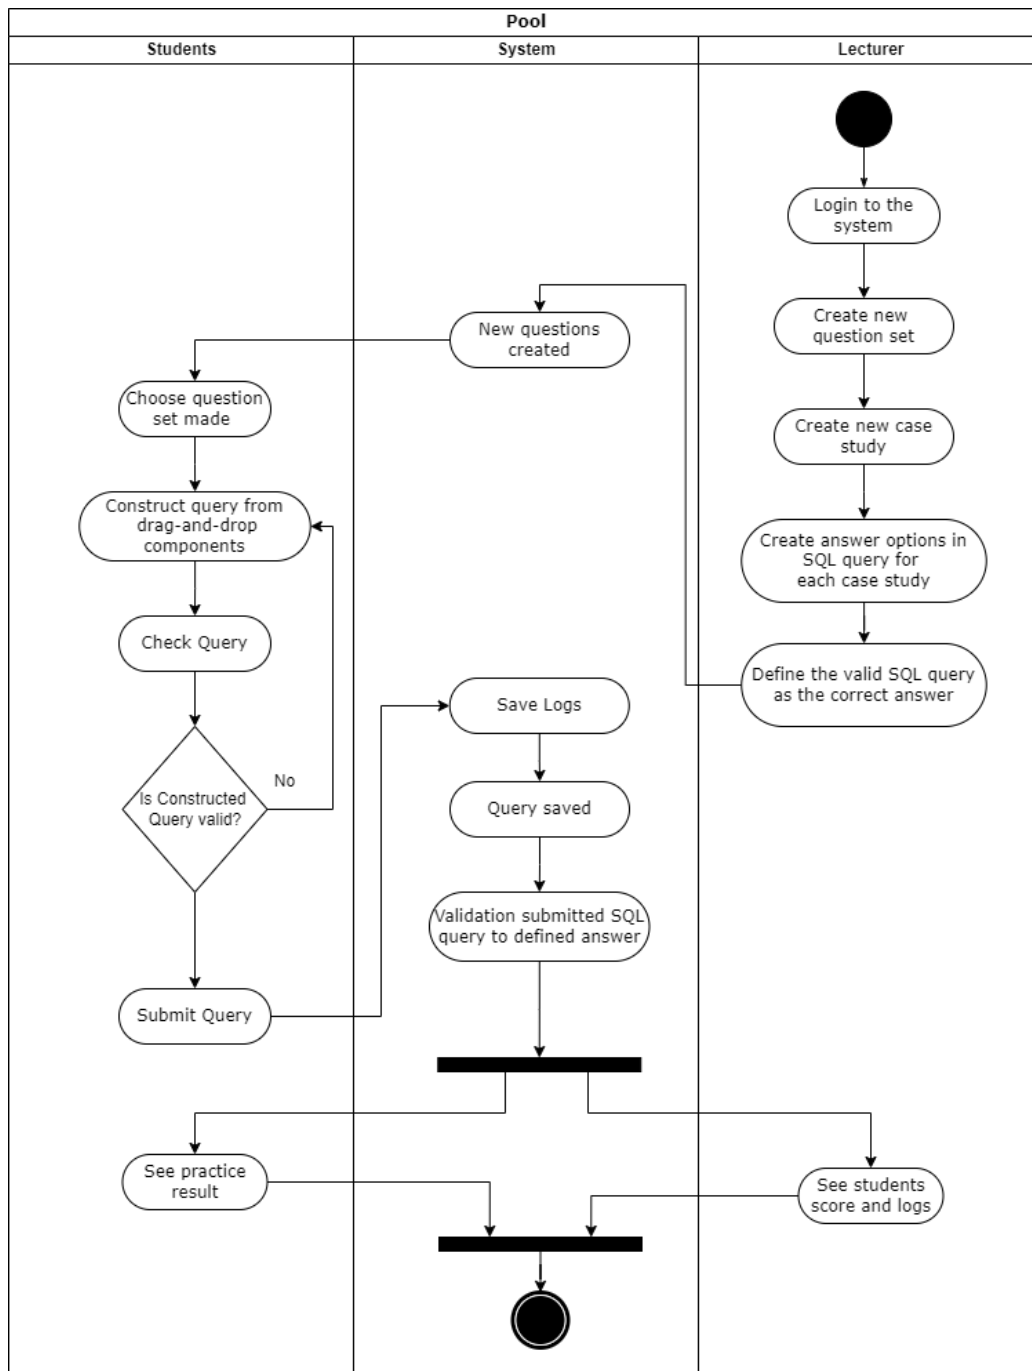 Pool
Students
System
Lecturer
Login to the
system
Create new
question set
New questions
created
Choose question
set made
Create new case
study
Construct query from
drag-and-drop
components
Create answer options in
SQL query for
each case study
Check Query
Define the valid SQL query
as the correct answer
Save Logs
No
Is Constructed
Query valid?
Query saved
Validation submitted SQL
query to defined answer
Submit Query
See practice
result
See students
score and logs